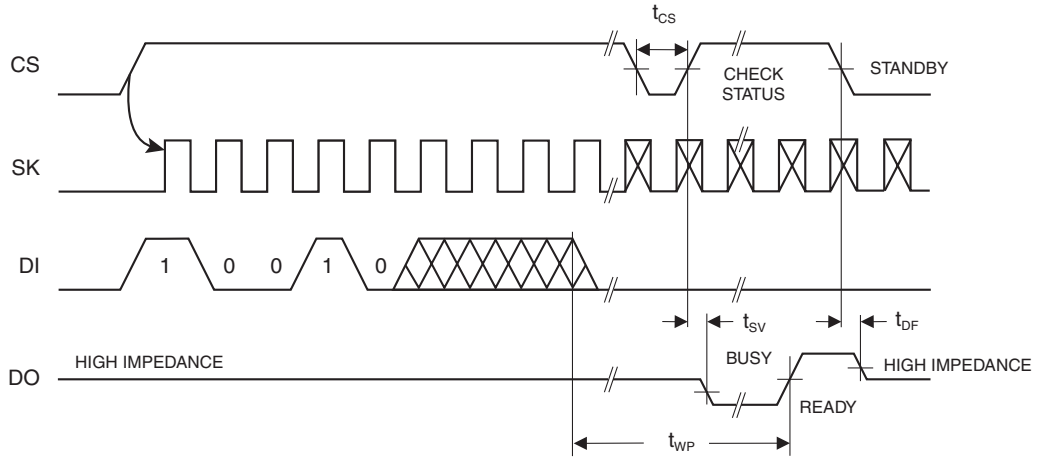 tCS
CS
CHECK
STATUS
STANDBY
SK
DI
1 0 0 1 0
tSV
tDF
HIGH IMPEDANCE
BUSY
HIGH IMPEDANCE
DO
READY
tWP